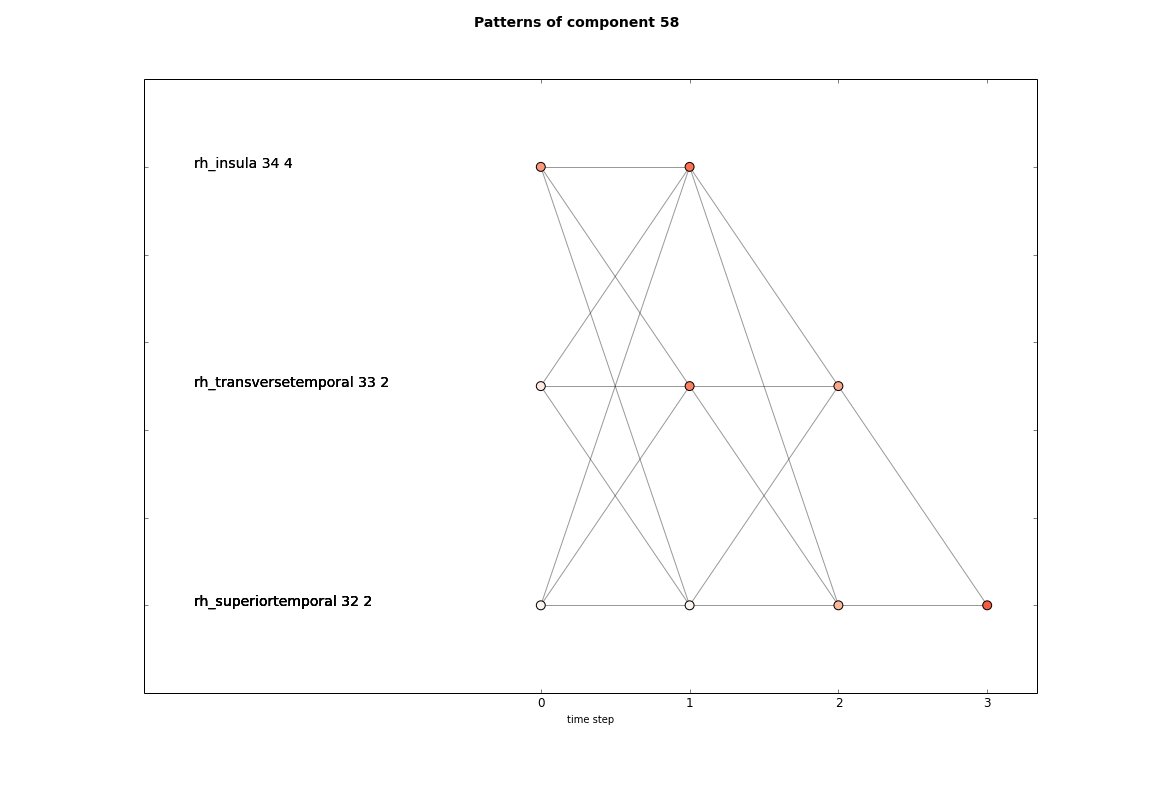 Patterns of component 58
rh_insula 34 4
rh_transversetemporal 33 2
rh_superiortemporal 32 2
0 1 2 3
time step